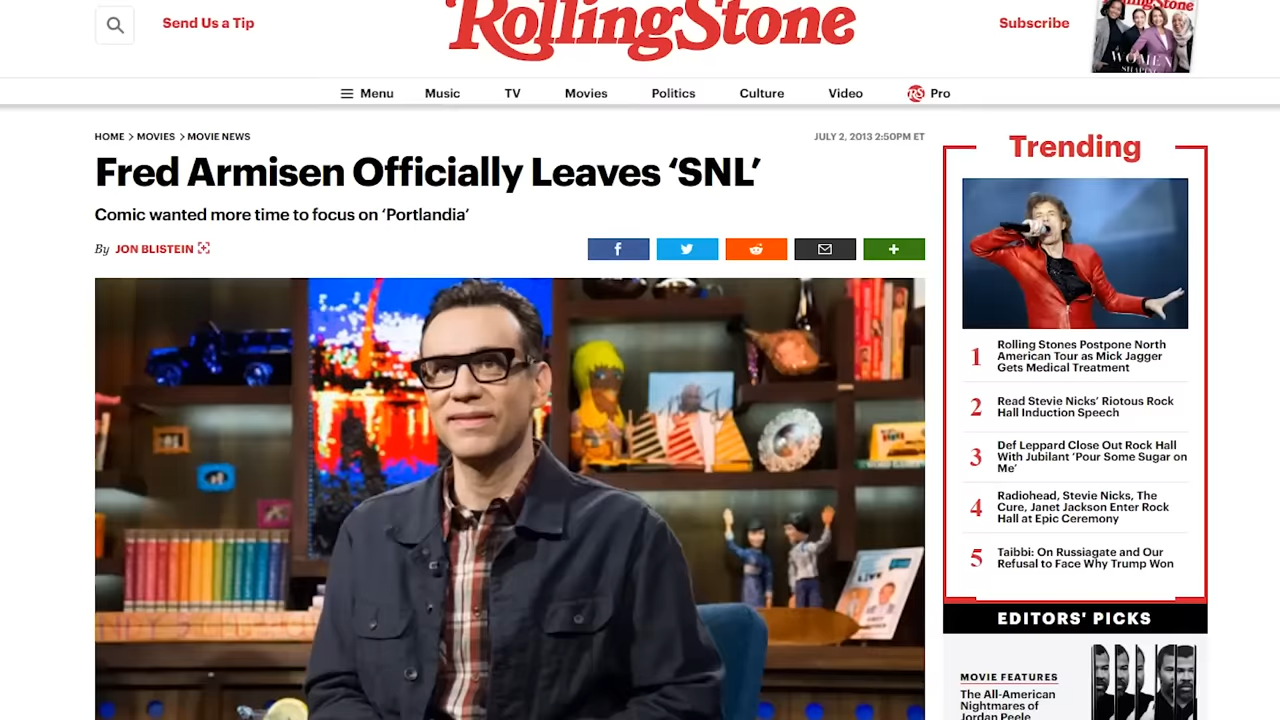 Send Us a Tip
RollingStone
Subscribe
RollingStone
WOMEN
Menu
Music
TV
Movies
Politics
Culture
Video
RS Pro
HOME > MOVIES > MOVIE NEWS
JULY 2, 2013 2:50PM ET
Fred Armisen Officially Leaves ‘SNL’
Comic wanted more time to focus on ‘Portlandia’
By JON BLISTEIN
Trending
1 Rolling Stones Postpone North
American Tour as Mick Jagger
Gets Medical Treatment
2 Read Stevie Nicks’ Riotous Rock
Hall Induction Speech
3 Def Leppard Close Out Rock Hall
With Jubilant ‘Pour Some Sugar on
Me’
4 Radiohead, Stevie Nicks, The
Cure, Janet Jackson Enter Rock
Hall at Epic Ceremony
5 Taibbi: On Russiagate and Our
Refusal to Face Why Trump Won
EDITORS' PICKS
MOVIE FEATURES
The All-American
Nightmares of
Jordan Peele